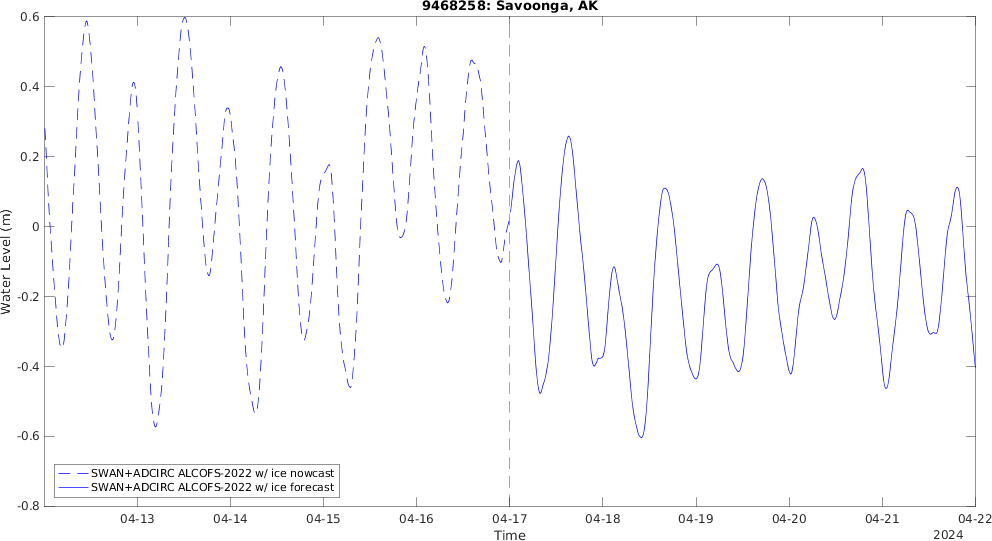 9468258: Savoonga, AK
0.6
0.4
0.2
0
-0.2
-0.4
-0.6
-0.8
Water Level (m)
SWAN+ADCIRC ALCOFS-2022 w/ ice nowcast
SWAN+ADCIRC ALCOFS-2022 w/ ice forecast
04-13 04-14 04-15 04-16 04-17 04-18 04-19 04-20 04-21 04-22
Time
2024